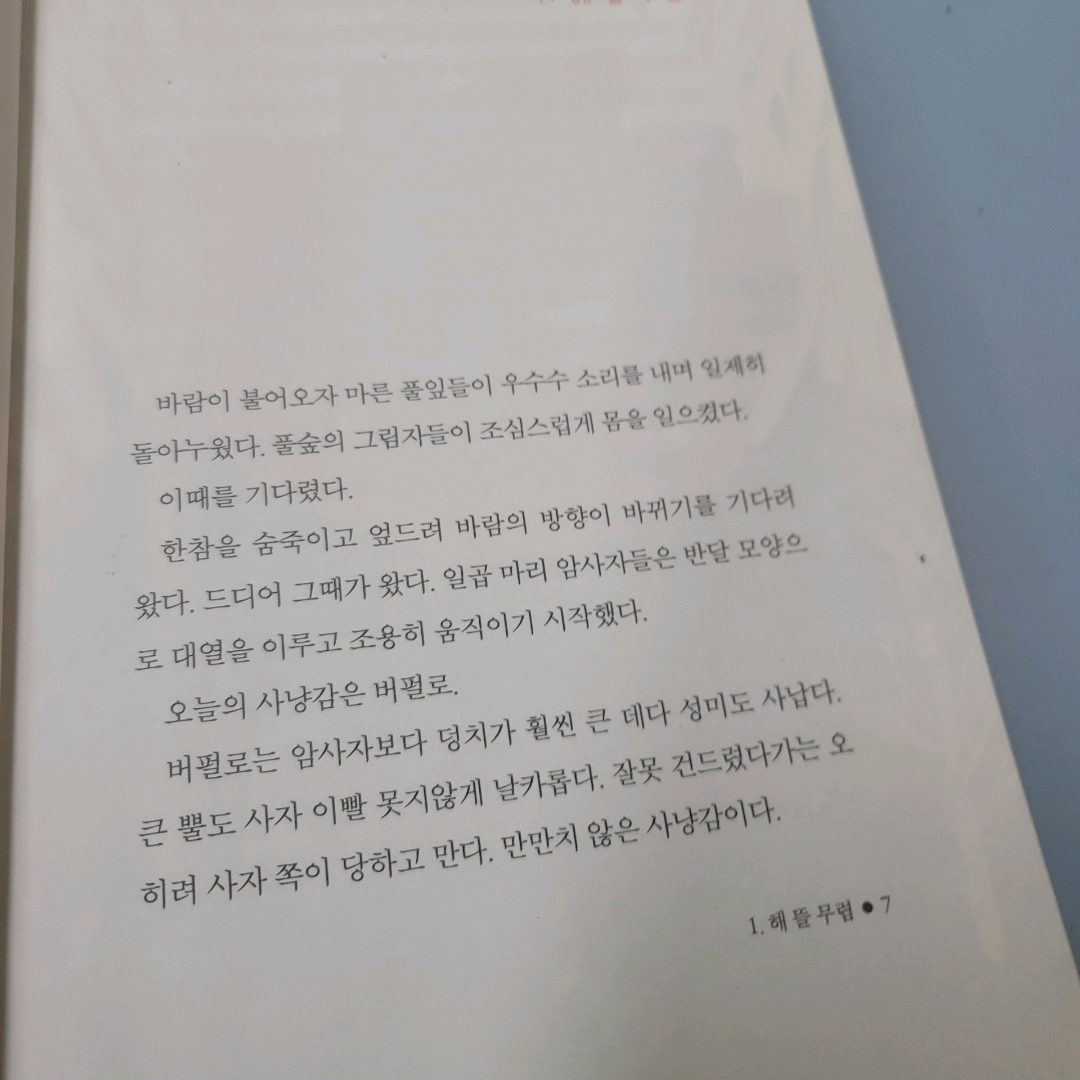 바람이 불어오자 마른 풀잎들이 우수수 소리를 내며 일제히
돌아누웠다. 풀숲의 그림자들이 조심스럽게 몸을 일으켰다.
이때를 기다렸다.
한참을 숨죽이고 엎드려 바람의 방향이 바뀌기를 기다려
왔다. 드디어 그때가 왔다. 일곱 마리 암사자들은 반달 모양으
로 대열을 이루고 조용히 움직이기 시작했다.
오늘의 사냥감은 버펄로.
버펄로는 암사자보다 덩치가 훨씬 큰 데다 성미도 사납다.
큰 뿔도 사자 이빨 못지않게 날카롭다. 잘못 건드렸다가는 오
히려 사자 쪽이 당하고 만다. 만만치 않은 사냥감이다.
1. 해 뜰 무렵 ● 7